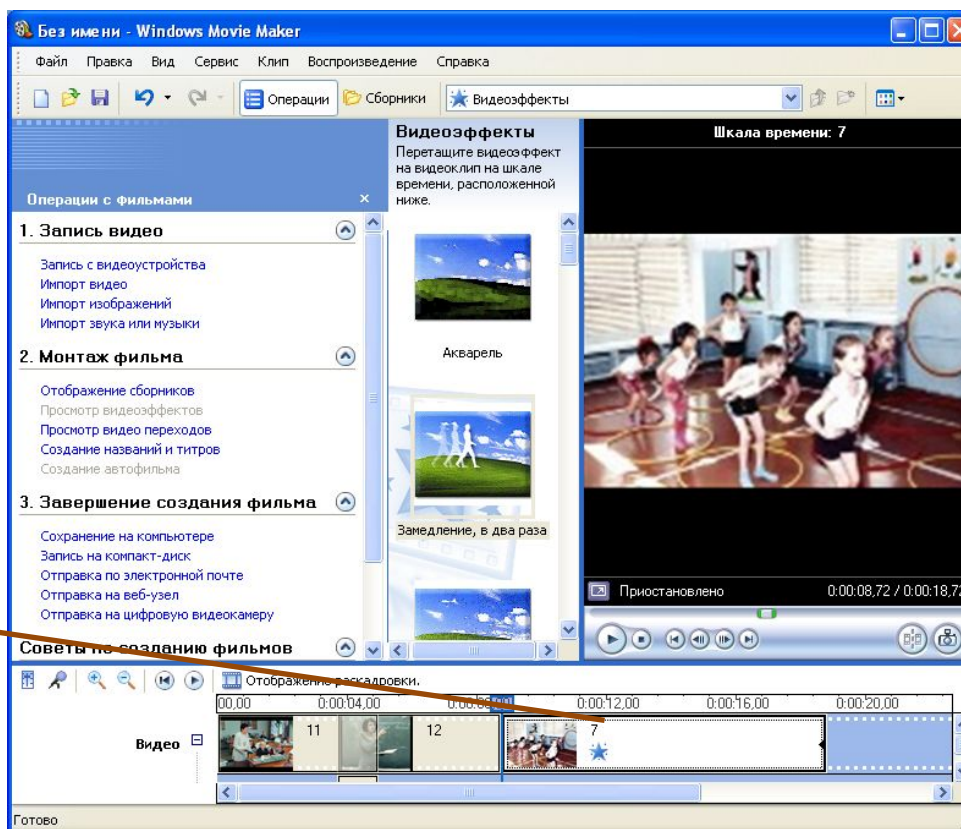 Без имени - Windows Movie Maker
Файл Правка Вид Сервис Клип Воспроизведение Справка
Операции Сборники Видеоэффекты
Операции с фильмами
1. Запись видео
Запись с видеоустройства
Импорт видео
Импорт изображений
Импорт звука или музыки
2. Монтаж фильма
Отображение сборников
Просмотр видеоэффектов
Просмотр видео переходов
Создание названий и титров
Создание автофильма
3. Завершение создания фильма
Сохранение на компьютере
Запись на компакт-диск
Отправка по электронной почте
Отправка на веб-узел
Отправка на цифровую видеокамеру
Советы по созданию фильмов
Видеоэффекты
Перетащите видеоэффект
на видеоклип на шкале
времени, расположенной
ниже.
Акварель
Замедление, в два раза
Шкала времени: 7
Приостановлено 0:00:08,72 / 0:00:18,72
Отображение раскадровки.
00,00 0:00:04,00 0:00:12,00 0:00:16,00 0:00:20,00
Видео 11 12 7
Готово